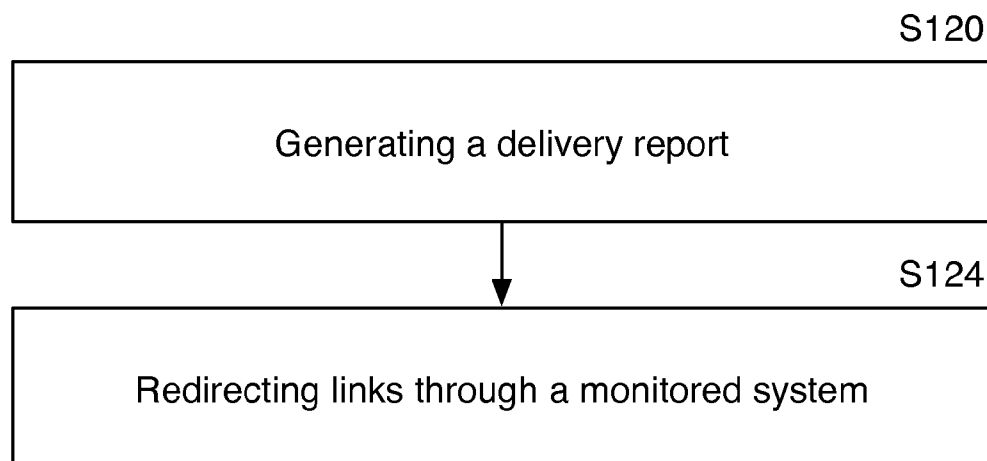 S120
Generating a delivery report
S124
Redirecting links through a monitored system